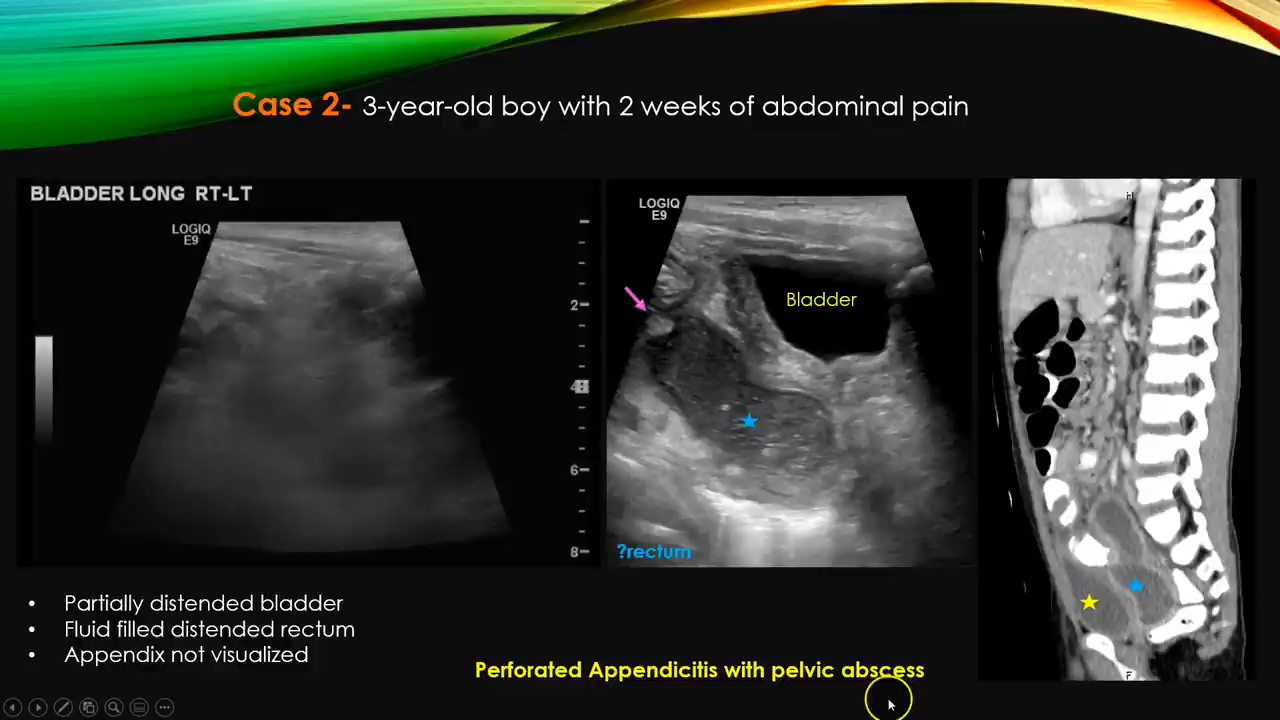 Case 2- 3-year-old boy with 2 weeks of abdominal pain
BLADDER LONG RT-LT
LOGIQ
E9
2
4
6
8
LOGIQ
E9
Bladder
?rectum
H
F
• Partially distended bladder
• Fluid filled distended rectum
• Appendix not visualized
Perforated Appendicitis with pelvic abscess